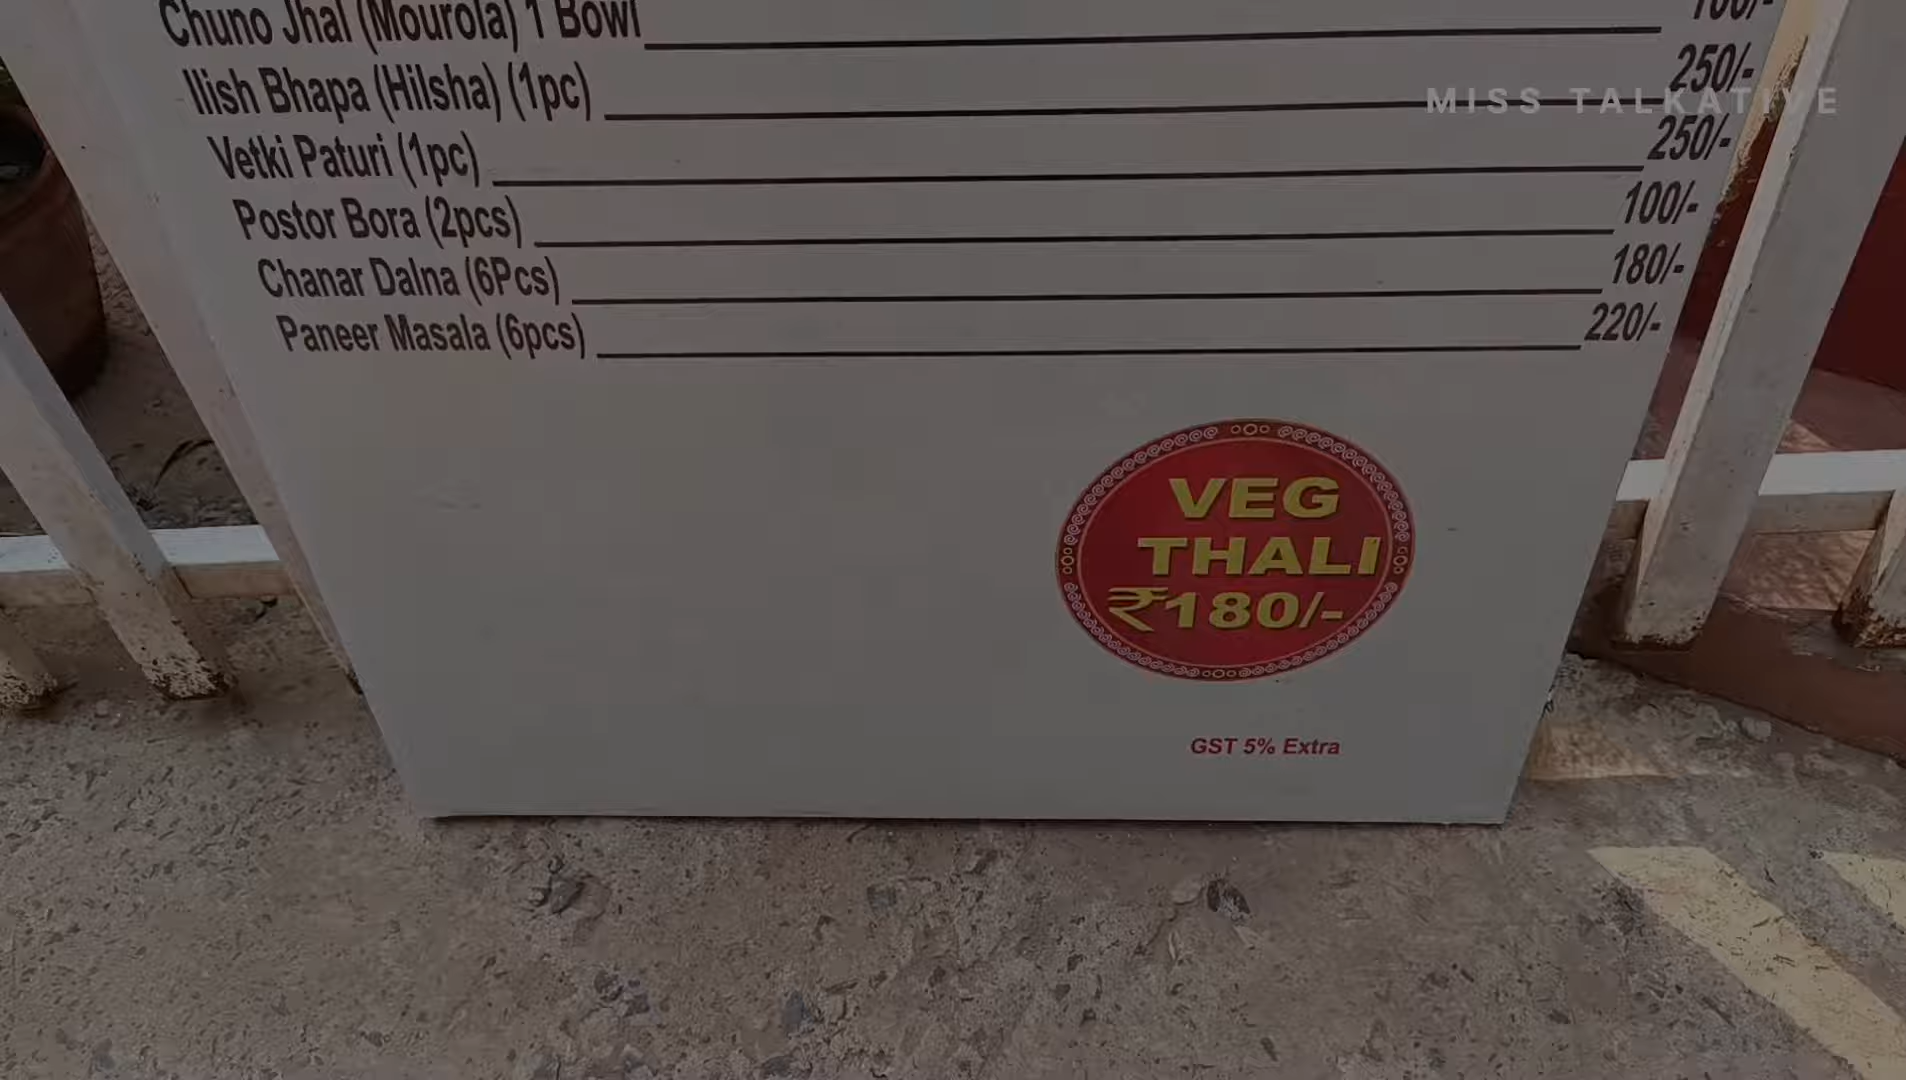 Chuno Jhal (Mourola) 1 Bowl 100/-
Ilish Bhapa (Hilsha) (1pc) 250/-
MISS TALKATIVE
Vetki Paturi (1pc) 250/-
Postor Bora (2pcs) 100/-
Chanar Dalna (6Pcs) 180/-
Paneer Masala (6pcs) 220/-
VEG
THALI
₹180/-
GST 5% Extra